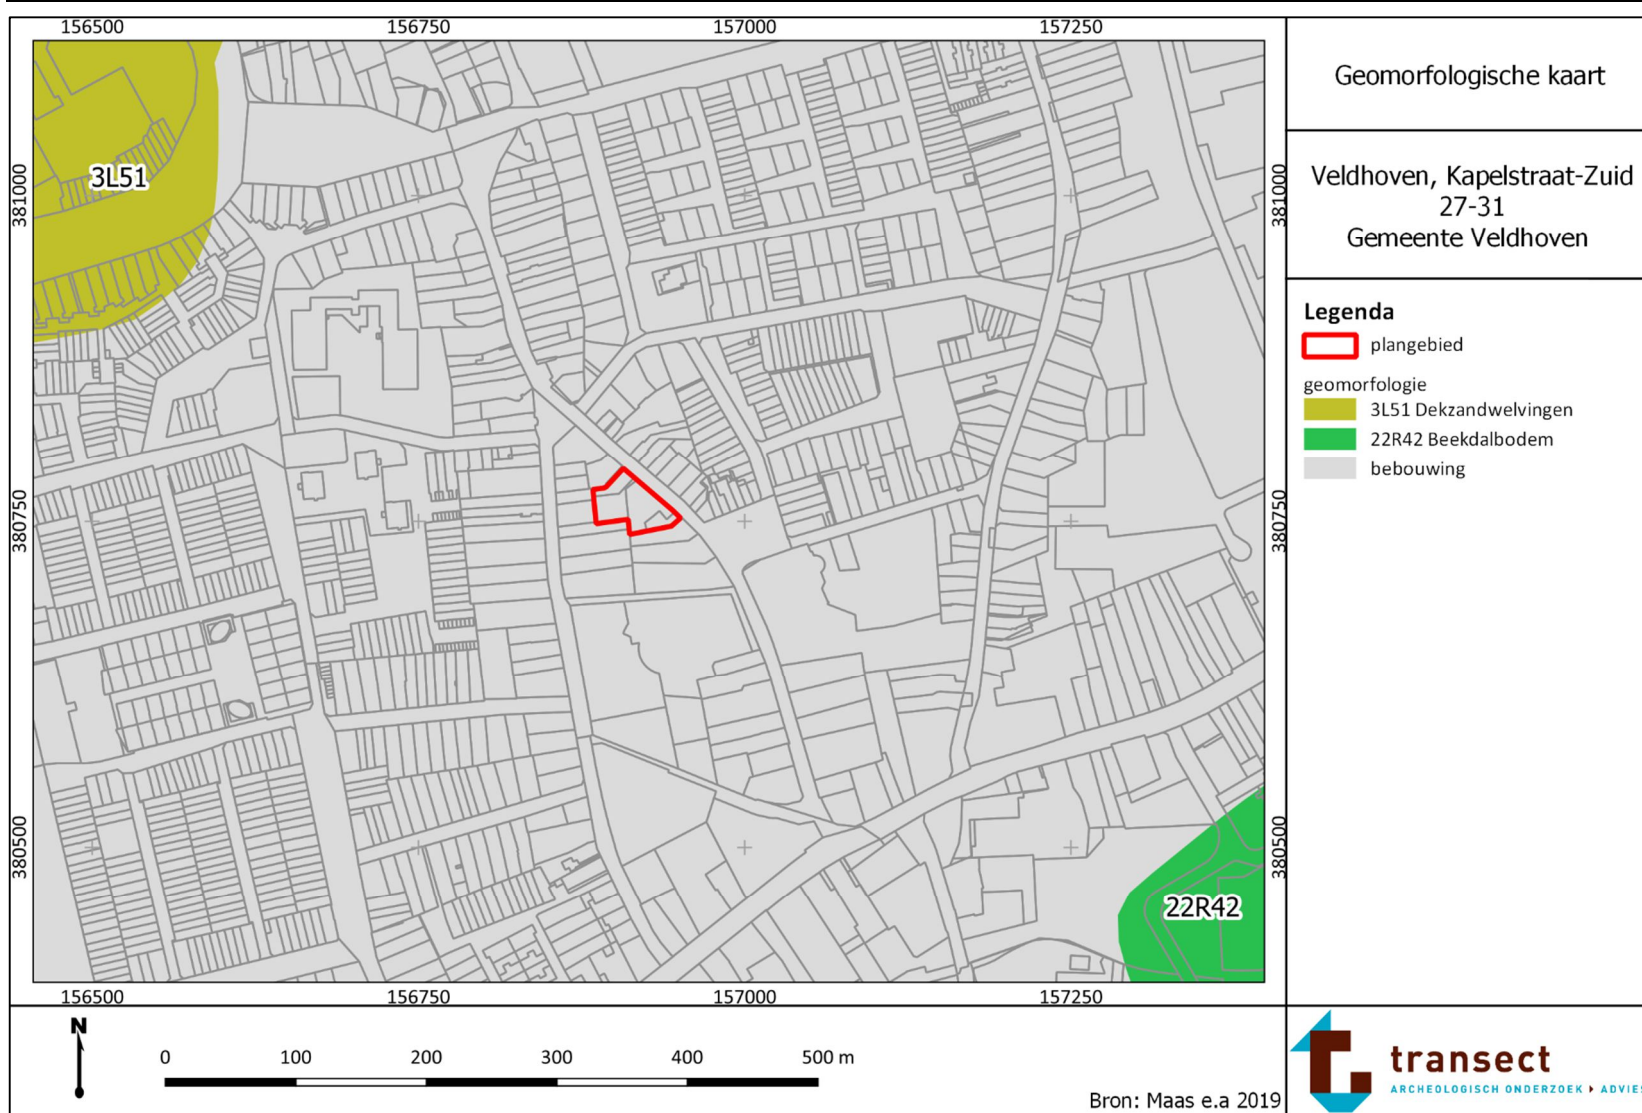 156500 156750 157000 157250
381000
380750
380500
381000
380750
380500
3L51
22R42
156500 156750 157000 157250
N
0 100 200 300 400 500 m
Bron: Maas e.a 2019
Geomorfologische kaart
Veldhoven, Kapelstraat-Zuid
27-31
Gemeente Veldhoven
Legenda
plangebied
geomorfologie
3L51 Dekzandwelvingen
22R42 Beekdalbodem
bebouwing
transect
ARCHEOLOGISCH ONDERZOEK ADVIES